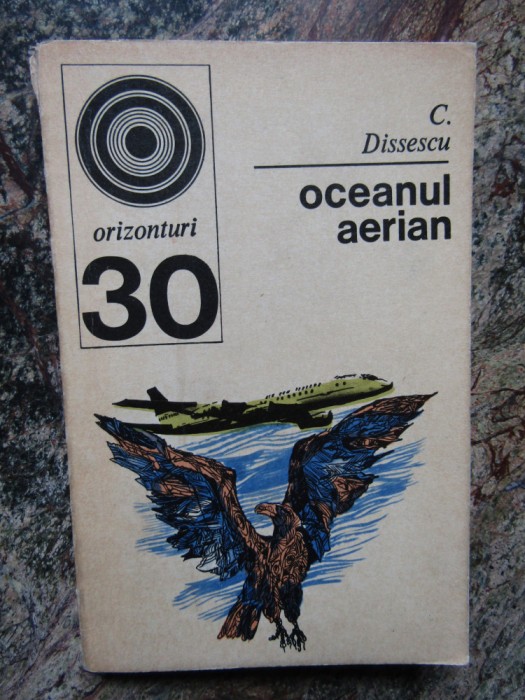 C.
Dissescu
oceanul
aerian
orizonturi
30